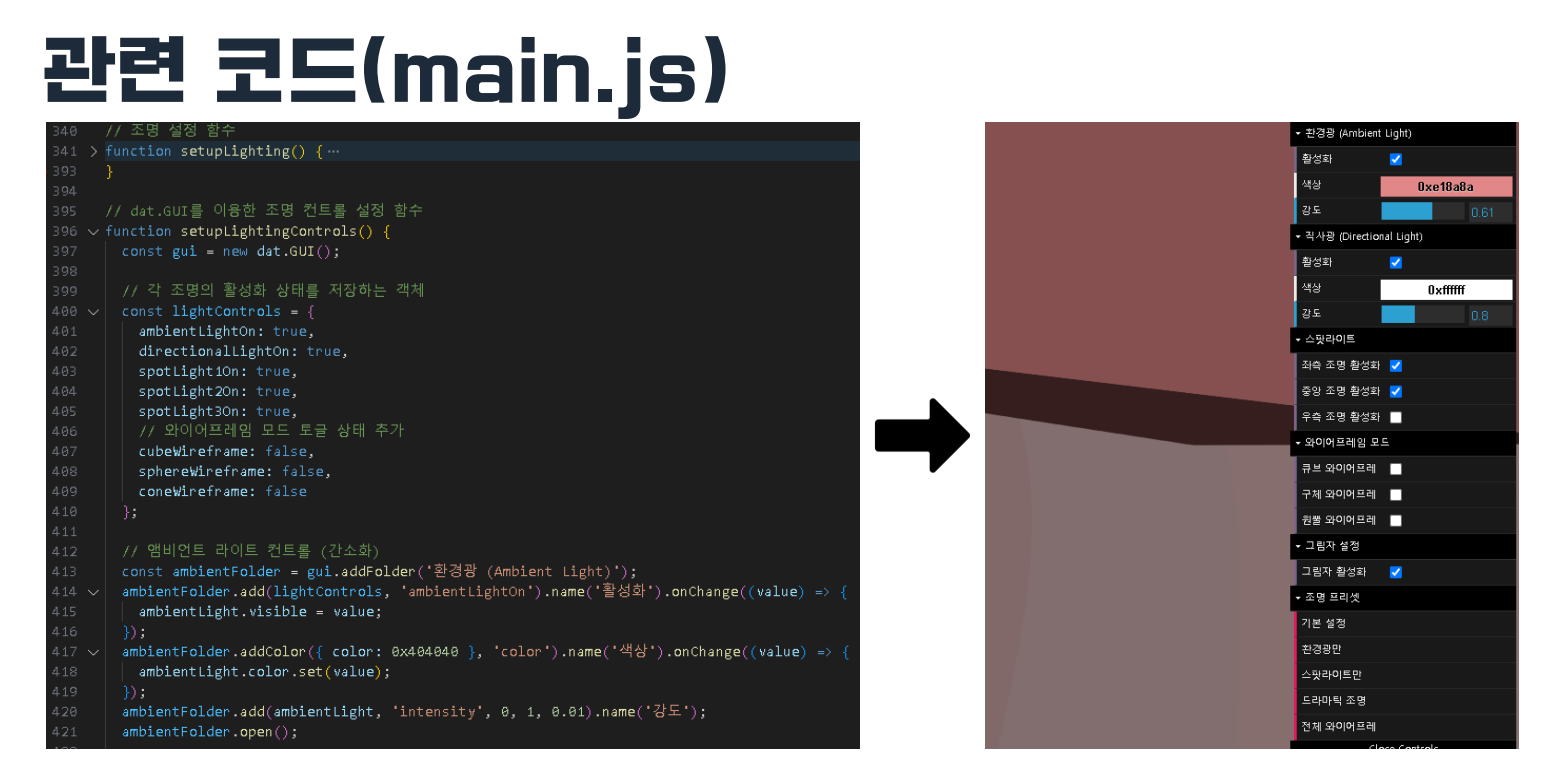 관련 코드(main.js)
340 // 조명 설정 함수
341 > function setupLighting() { ⋯
393 }
394
395 // dat.GUI를 이용한 조명 컨트롤 설정 함수
396 function setupLightingControls() {
397 const gui = new dat.GUI();
398
399 // 각 조명의 활성화 상태를 저장하는 객체
400 const lightControls = {
401 ambientLightOn: true,
402 directionalLightOn: true,
403 spotLight1On: true,
404 spotLight2On: true,
405 spotLight3On: true,
406 // 와이어프레임 모드 토글 상태 추가
407 cubeWireframe: false,
408 sphereWireframe: false,
409 coneWireframe: false
410 };
411
412 // 앰비언트 라이트 컨트롤 (간소화)
413 const ambientFolder = gui.addFolder('환경광 (Ambient Light)');
414 ambientFolder.add(lightControls, 'ambientLightOn').name('활성화').onChange((value) => {
415 ambientLight.visible = value;
416 });
417 ambientFolder.addColor({ color: 0x404040 }, 'color').name('색상').onChange((value) => {
418 ambientLight.color.set(value);
419 });
420 ambientFolder.add(ambientLight, 'intensity', 0, 1, 0.01).name('강도');
421 ambientFolder.open();
환경광 (Ambient Light)
활성화
색상 0xe18a8a
강도 0.61
직사광 (Directional Light)
활성화
색상 0xffffff
강도 0.8
스팟라이트
좌측 조명 활성화
중앙 조명 활성화
우측 조명 활성화
와이어프레임 모드
큐브 와이어프레
구체 와이어프레
원뿔 와이어프레
그림자 설정
그림자 활성화
조명 프리셋
기본 설정
환경광만
스팟라이트만
드라마틱 조명
전체 와이어프레
Close Controls